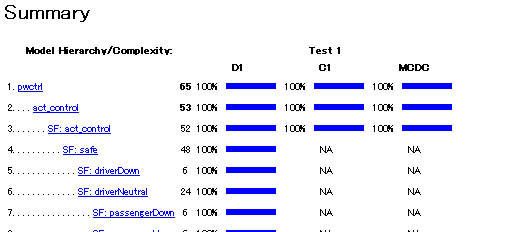 Summary
Model Hierarchy/Complexity: Test 1
D1 C1 MCDC
1. pwctrl 65 100% 100% 100%
2. ... act_control 53 100% 100% 100%
3. ...... SF: act_control 52 100% 100% 100%
4. ......... SF: safe 48 100% NA NA
5. ............ SF: driverDown 6 100% NA NA
6. ............ SF: driverNeutral 24 100% NA NA
7. ............... SF: passengerDown 6 100% NA NA